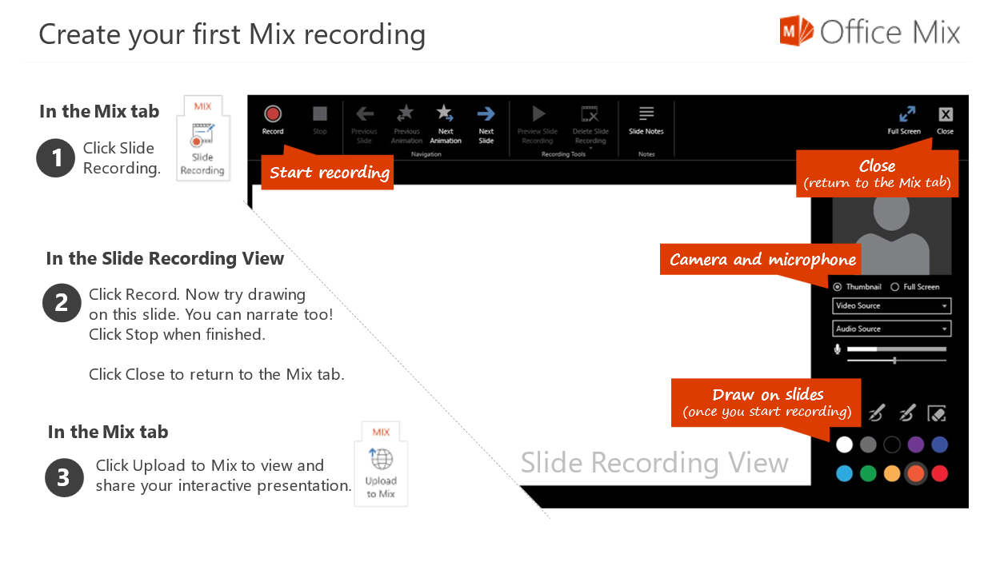 Create your first Mix recording
M Office Mix
In the Mix tab
1
Click Slide
Recording.
MIX
Slide
Recording
Record
Stop
Previous
Slide
Previous
Animation
Next
Animation
Next
Slide
Navigation
Preview Slide
Recording
Delete Slide
Recording
Recording Tools
Slide Notes
Notes
Full Screen
Close
Start recording
Close
(return to the Mix tab)
In the Slide Recording View
2
Click Record. Now try drawing
on this slide. You can narrate too!
Click Stop when finished.
Click Close to return to the Mix tab.
Camera and microphone
Thumbnail Full Screen
Video Source
Audio Source
Draw on slides
(once you start recording)
Slide Recording View
In the Mix tab
3
Click Upload to Mix to view and
share your interactive presentation.
MIX
Upload
to Mix